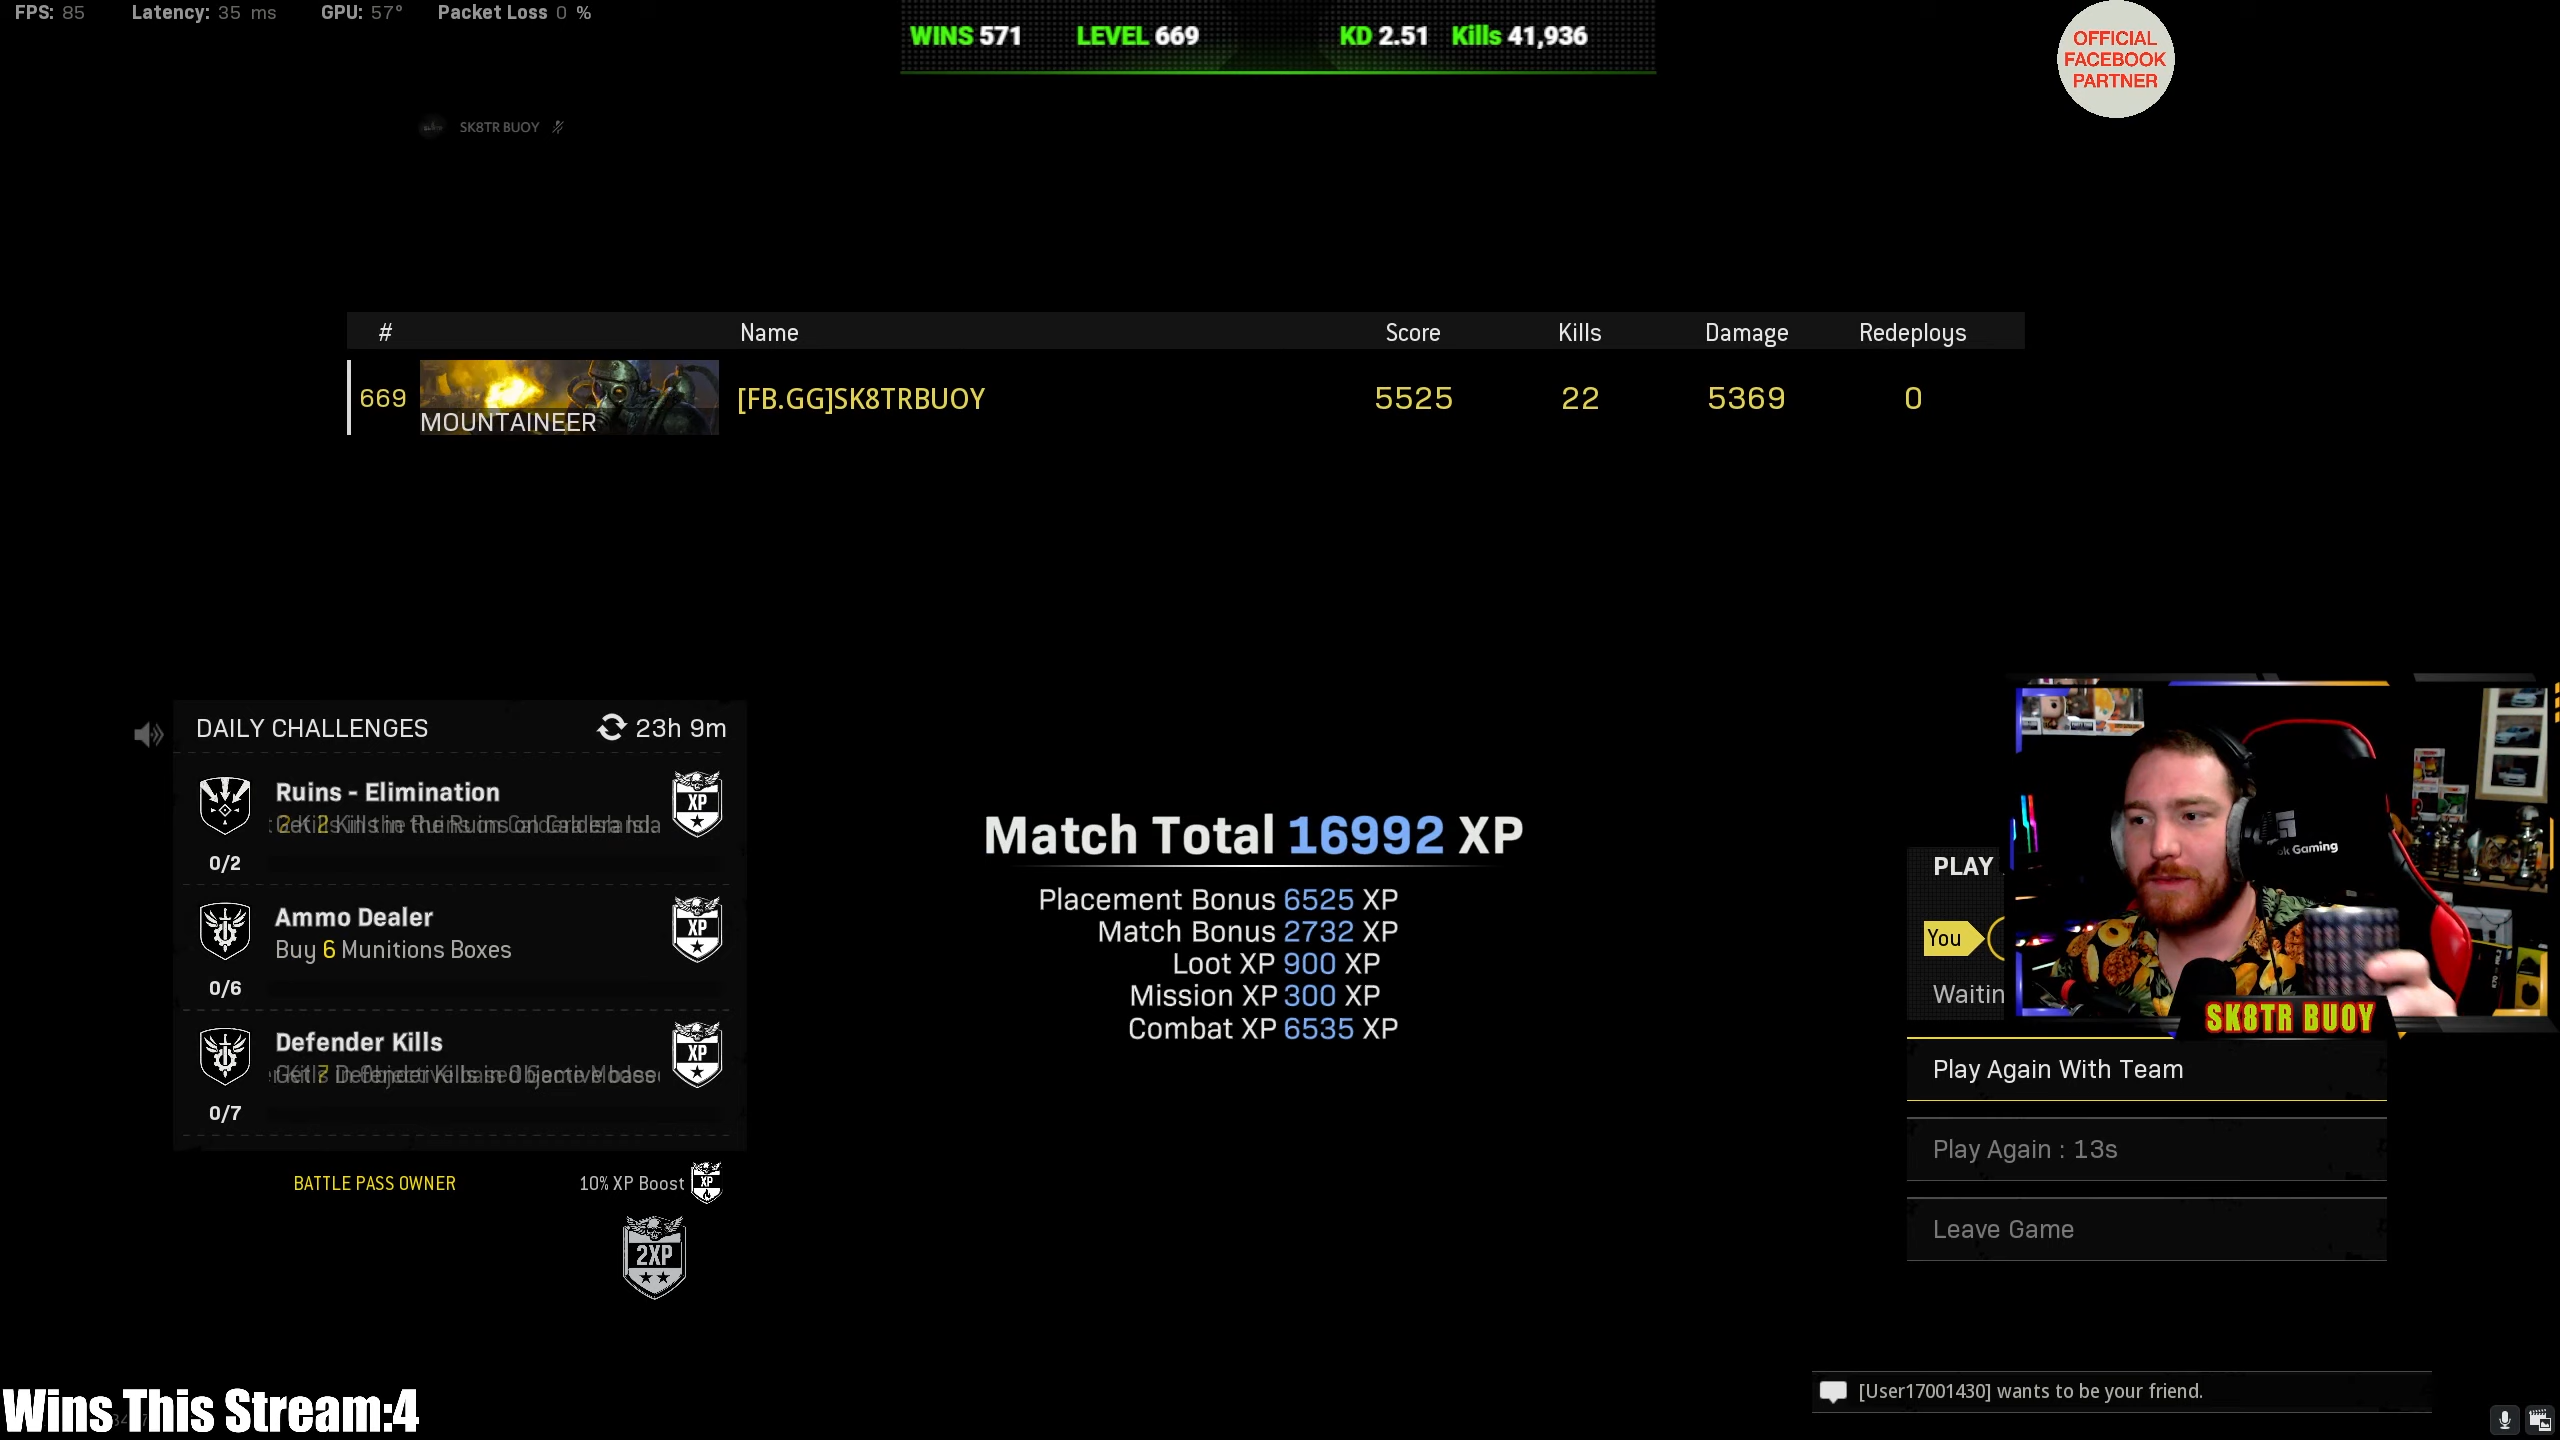 FPS: 85 Latency: 35 ms GPU: 57° Packet Loss 0 %
WINS 571 LEVEL 669 KD 2.51 Kills 41,936
OFFICIAL
FACEBOOK
PARTNER
SK8TR BUOY
# Name Score Kills Damage Redeploys
669 MOUNTAINEER [FB.GG]SK8TRBUOY 5525 22 5369 0
DAILY CHALLENGES 23h 9m
Ruins - Elimination XP
0/2
Ammo Dealer XP
Buy 6 Munitions Boxes
0/6
Defender Kills XP
0/7
BATTLE PASS OWNER 10% XP Boost XP
2XP
Match Total 16992 XP
Placement Bonus 6525 XP
Match Bonus 2732 XP
Loot XP 900 XP
Mission XP 300 XP
Combat XP 6535 XP
ok Gaming
PLAY
You
Waitin
SK8TR BUOY
Play Again With Team
Play Again : 13s
Leave Game
[User17001430] wants to be your friend.
Wins This Stream:4